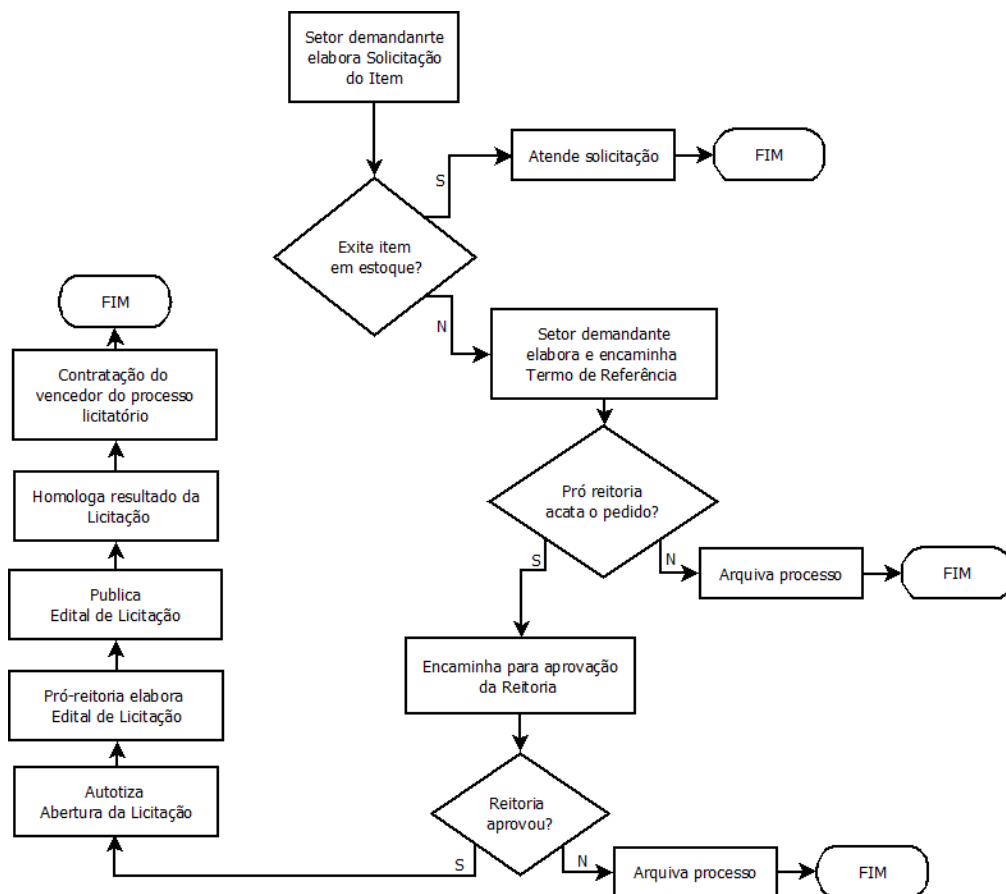 Setor demandanrte
elabora Solicitação
do Item
Atende solicitação
FIM
S
Exite item
em estoque?
N
Setor demandante
elabora e encaminha
Termo de Referência
Pró reitoria
acata o pedido?
S
N
Arquiva processo
FIM
Encaminha para aprovação
da Reitoria
Reitoria
aprovou?
S
N
Arquiva processo
FIM
Autotiza
Abertura da Licitação
Pró-reitoria elabora
Edital de Licitação
Publica
Edital de Licitação
Homologa resultado da
Licitação
Contratação do
vencedor do processo
licitatório
FIM